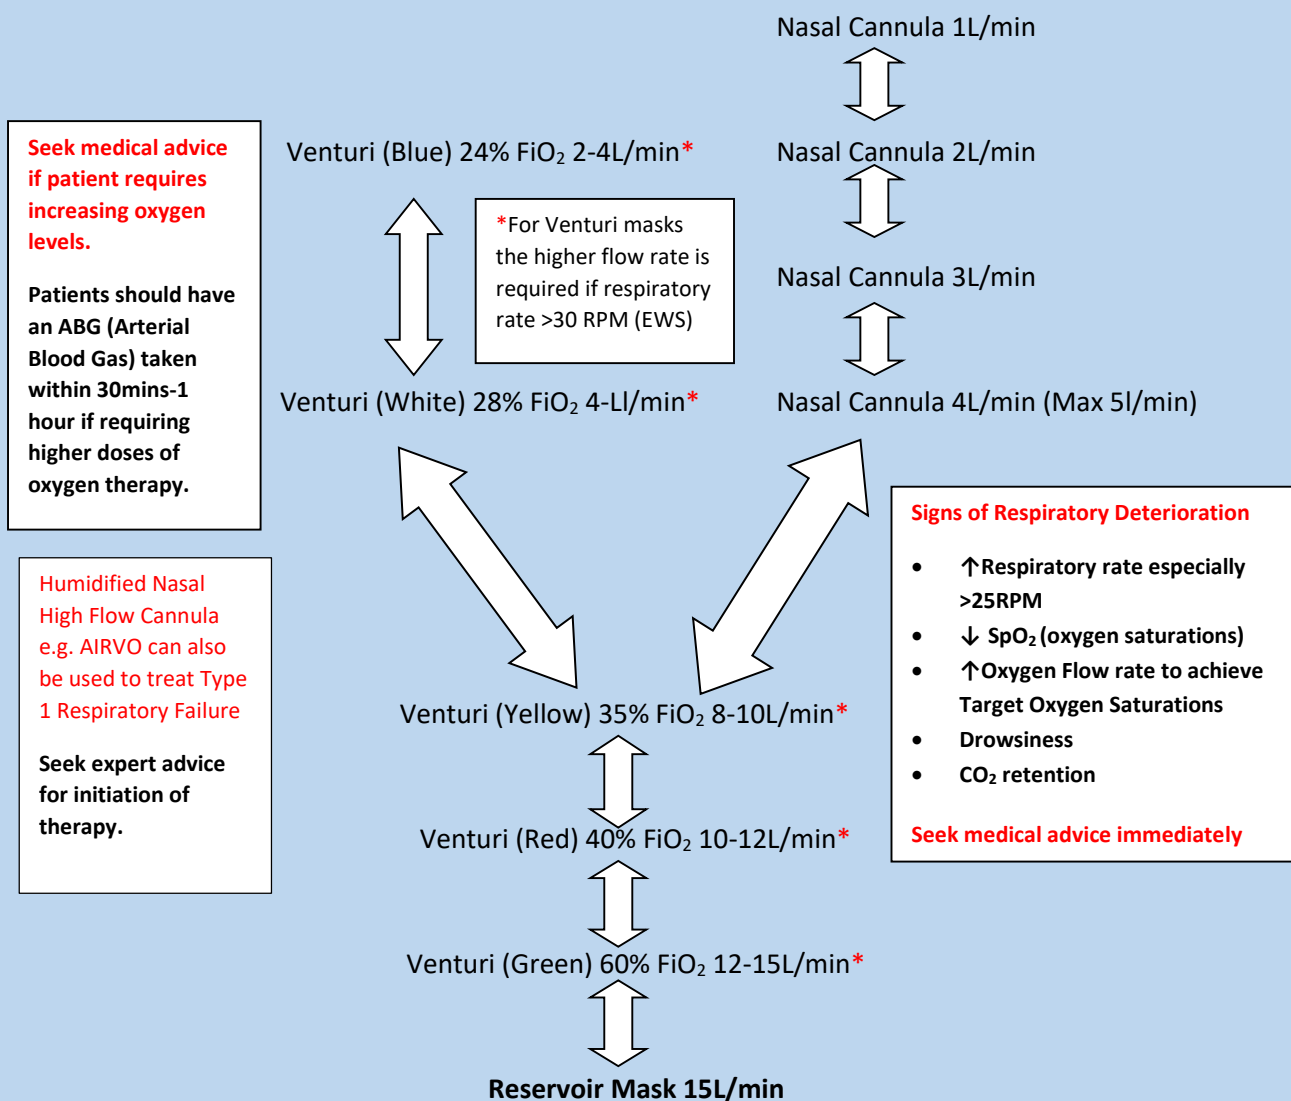 Nasal Cannula 1L/min
Seek medical advice
if patient requires
increasing oxygen
levels.
Patients should have
an ABG (Arterial
Blood Gas) taken
within 30mins-1
hour if requiring
higher doses of
oxygen therapy.
Venturi (Blue) 24% FiO₂ 2-4L/min*
Nasal Cannula 2L/min
*For Venturi masks
the higher flow rate is
required if respiratory
rate >30 RPM (EWS)
Nasal Cannula 3L/min
Venturi (White) 28% FiO₂ 4-Ll/min*
Nasal Cannula 4L/min (Max 5l/min)
Humidified Nasal
High Flow Cannula
e.g. AIRVO can also
be used to treat Type
1 Respiratory Failure
Seek expert advice
for initiation of
therapy.
Signs of Respiratory Deterioration
• ↑Respiratory rate especially
>25RPM
• ↓ SpO₂ (oxygen saturations)
• ↑Oxygen Flow rate to achieve
Target Oxygen Saturations
• Drowsiness
• CO₂ retention
Seek medical advice immediately
Venturi (Yellow) 35% FiO₂ 8-10L/min*
Venturi (Red) 40% FiO₂ 10-12L/min*
Venturi (Green) 60% FiO₂ 12-15L/min*
Reservoir Mask 15L/min